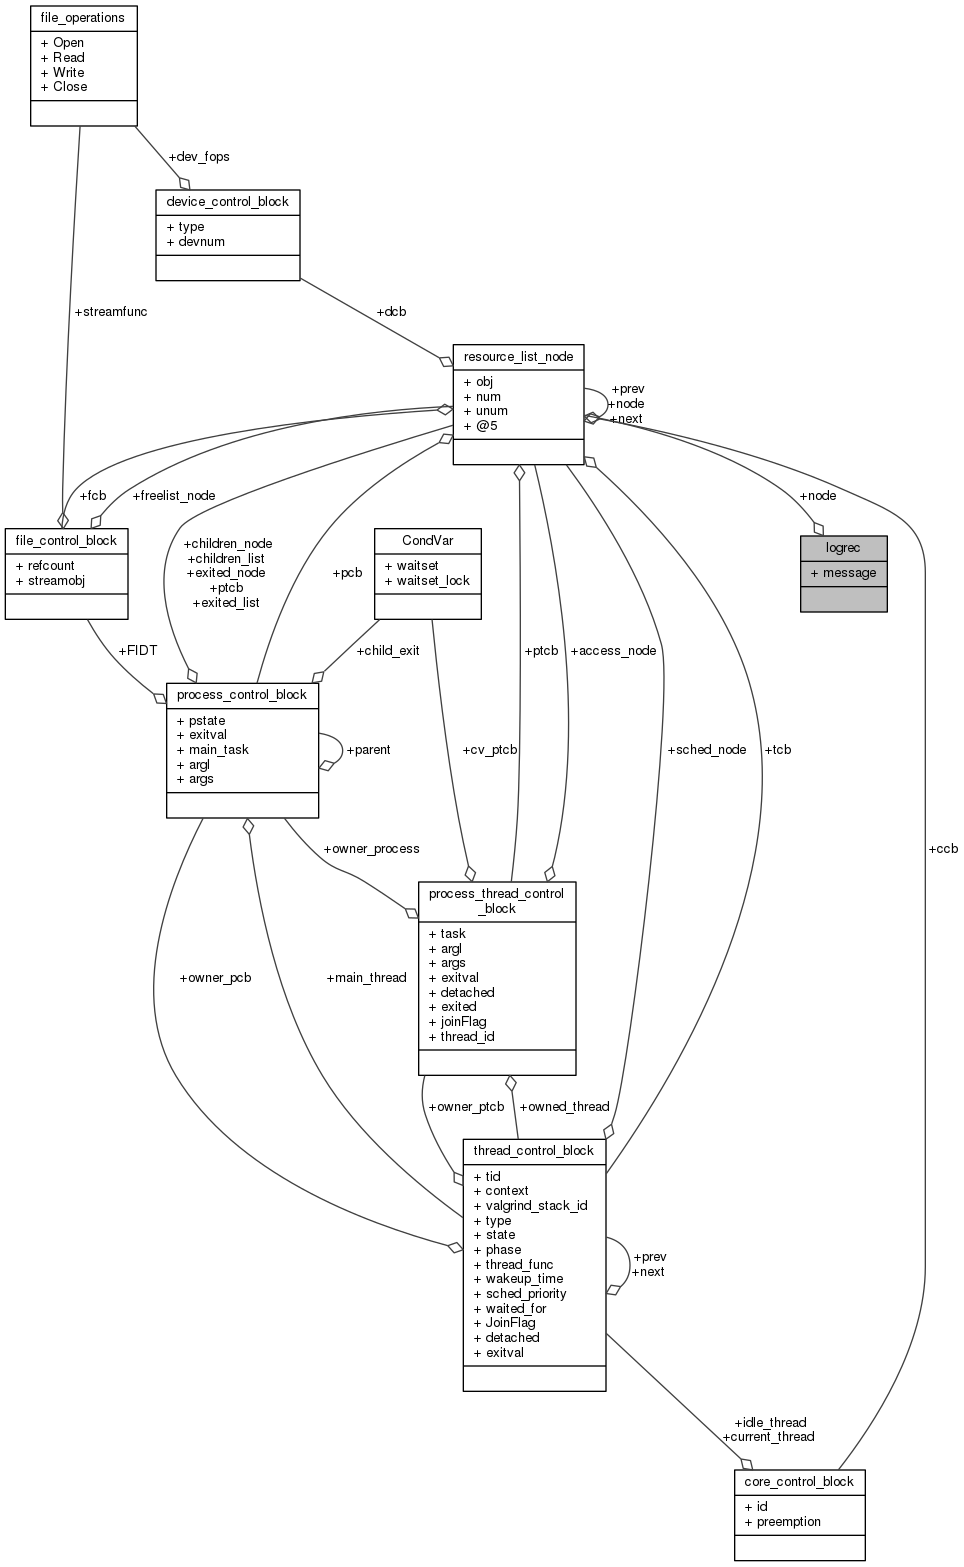 file_operations
+ Open
+ Read
+ Write
+ Close
+dev_fops
device_control_block
+ type
+ devnum
+streamfunc
+dcb
resource_list_node
+ obj
+ num
+ unum
+ @5
+prev
+node
+next
+fcb
+freelist_node
+node
file_control_block
+ refcount
+ streamobj
+children_node
+children_list
+exited_node
+ptcb
+exited_list
+pcb
CondVar
+ waitset
+ waitset_lock
logrec
+ message
+FIDT
+child_exit
+ptcb
+access_node
process_control_block
+ pstate
+ exitval
+ main_task
+ argl
+ args
+parent
+cv_ptcb
+sched_node
+tcb
+owner_process
+ccb
process_thread_control
_block
+ task
+ argl
+ args
+ exitval
+ detached
+ exited
+ joinFlag
+ thread_id
+owner_pcb
+main_thread
+owner_ptcb
+owned_thread
thread_control_block
+ tid
+ context
+ valgrind_stack_id
+ type
+ state
+ phase
+ thread_func
+ wakeup_time
+ sched_priority
+ waited_for
+ JoinFlag
+ detached
+ exitval
+prev
+next
+idle_thread
+current_thread
core_control_block
+ id
+ preemption